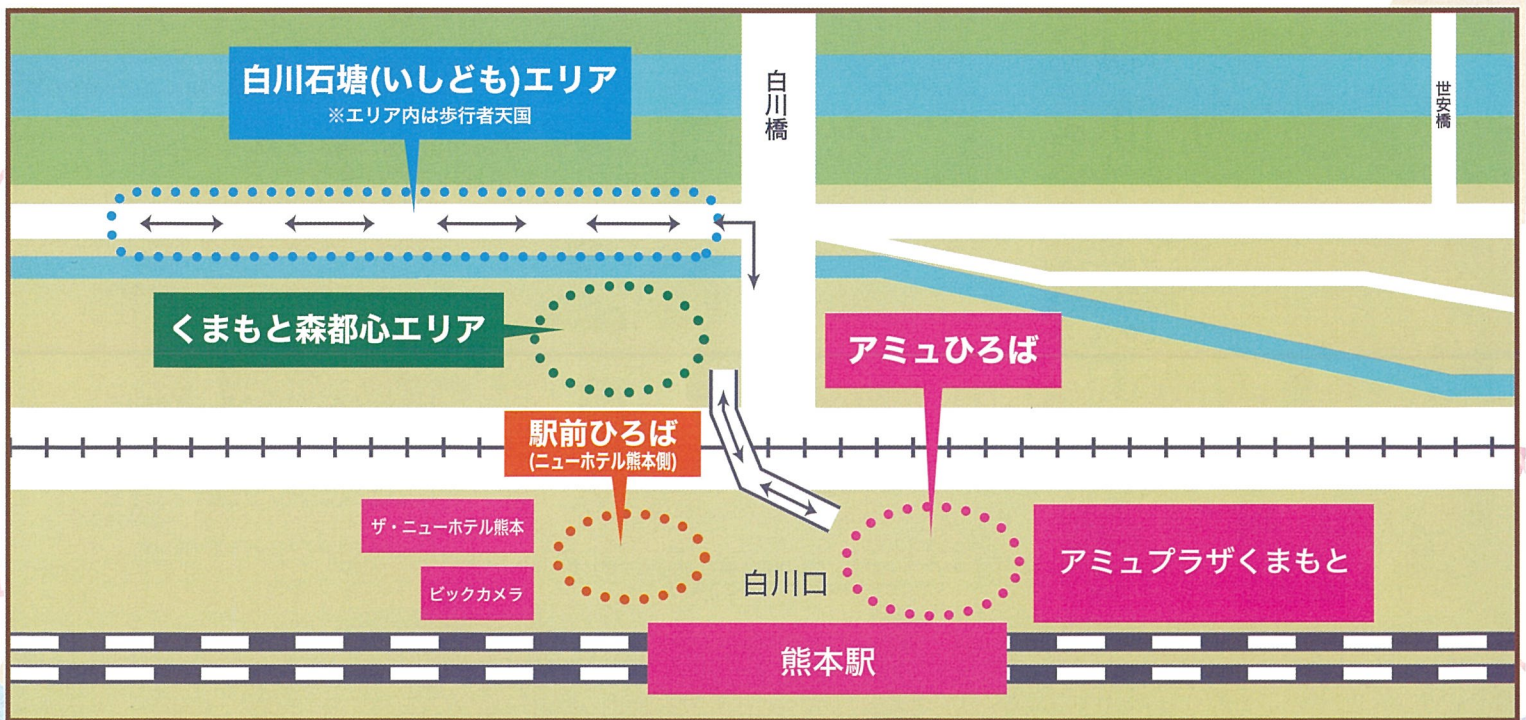 白川石塘(いしども)エリア
※エリア内は歩行者天国
白川橋
世安橋
くまもと森都心エリア
アミュひろば
駅前ひろば
(ニューホテル熊本側)
ザ・ニューホテル熊本
アミュプラザくまもと
白川口
ビックカメラ
熊本駅